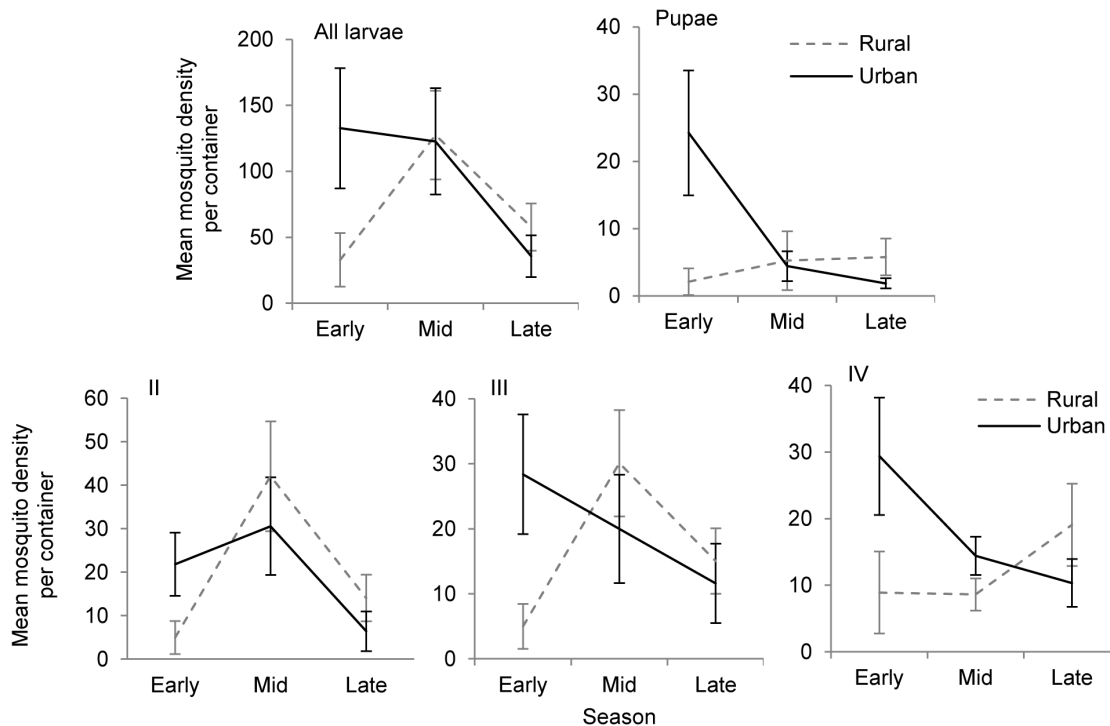 All larvae
200
150
100
50
0
Mean mosquito density
per container
Early Mid Late
Pupae
40
30
20
10
0
Rural
Urban
Early Mid Late
II
60
50
40
30
20
10
0
Mean mosquito density
per container
Early Mid Late
III
40
30
20
10
0
Early Mid Late
Season
IV
40
30
20
10
0
Rural
Urban
Early Mid Late